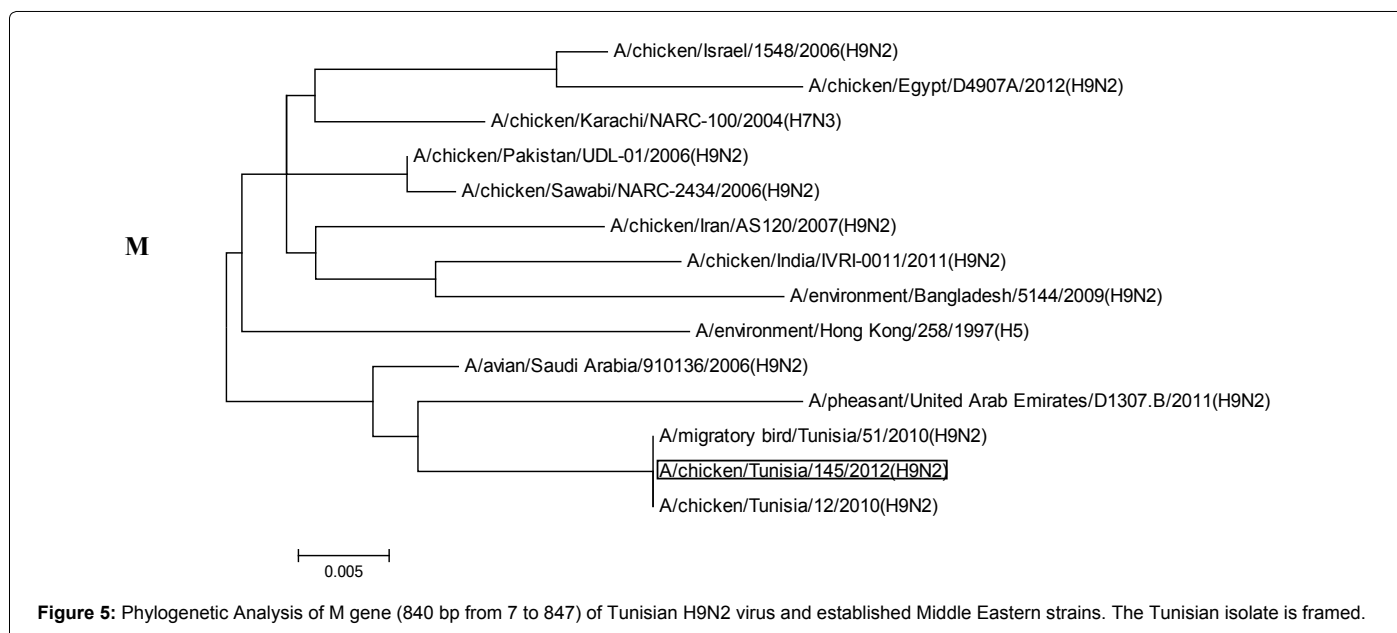 A/chicken/Israel/1548/2006(H9N2)
A/chicken/Egypt/D4907A/2012(H9N2)
A/chicken/Karachi/NARC-100/2004(H7N3)
A/chicken/Pakistan/UDL-01/2006(H9N2)
A/chicken/Sawabi/NARC-2434/2006(H9N2)
A/chicken/Iran/AS120/2007(H9N2)
M
A/chicken/India/IVRI-0011/2011(H9N2)
A/environment/Bangladesh/5144/2009(H9N2)
A/environment/Hong Kong/258/1997(H5)
A/avian/Saudi Arabia/910136/2006(H9N2)
A/pheasant/United Arab Emirates/D1307.B/2011(H9N2)
A/migratory bird/Tunisia/51/2010(H9N2)
A/chicken/Tunisia/145/2012(H9N2)
A/chicken/Tunisia/12/2010(H9N2)
0.005
Figure 5: Phylogenetic Analysis of M gene (840 bp from 7 to 847) of Tunisian H9N2 virus and established Middle Eastern strains. The Tunisian isolate is framed.